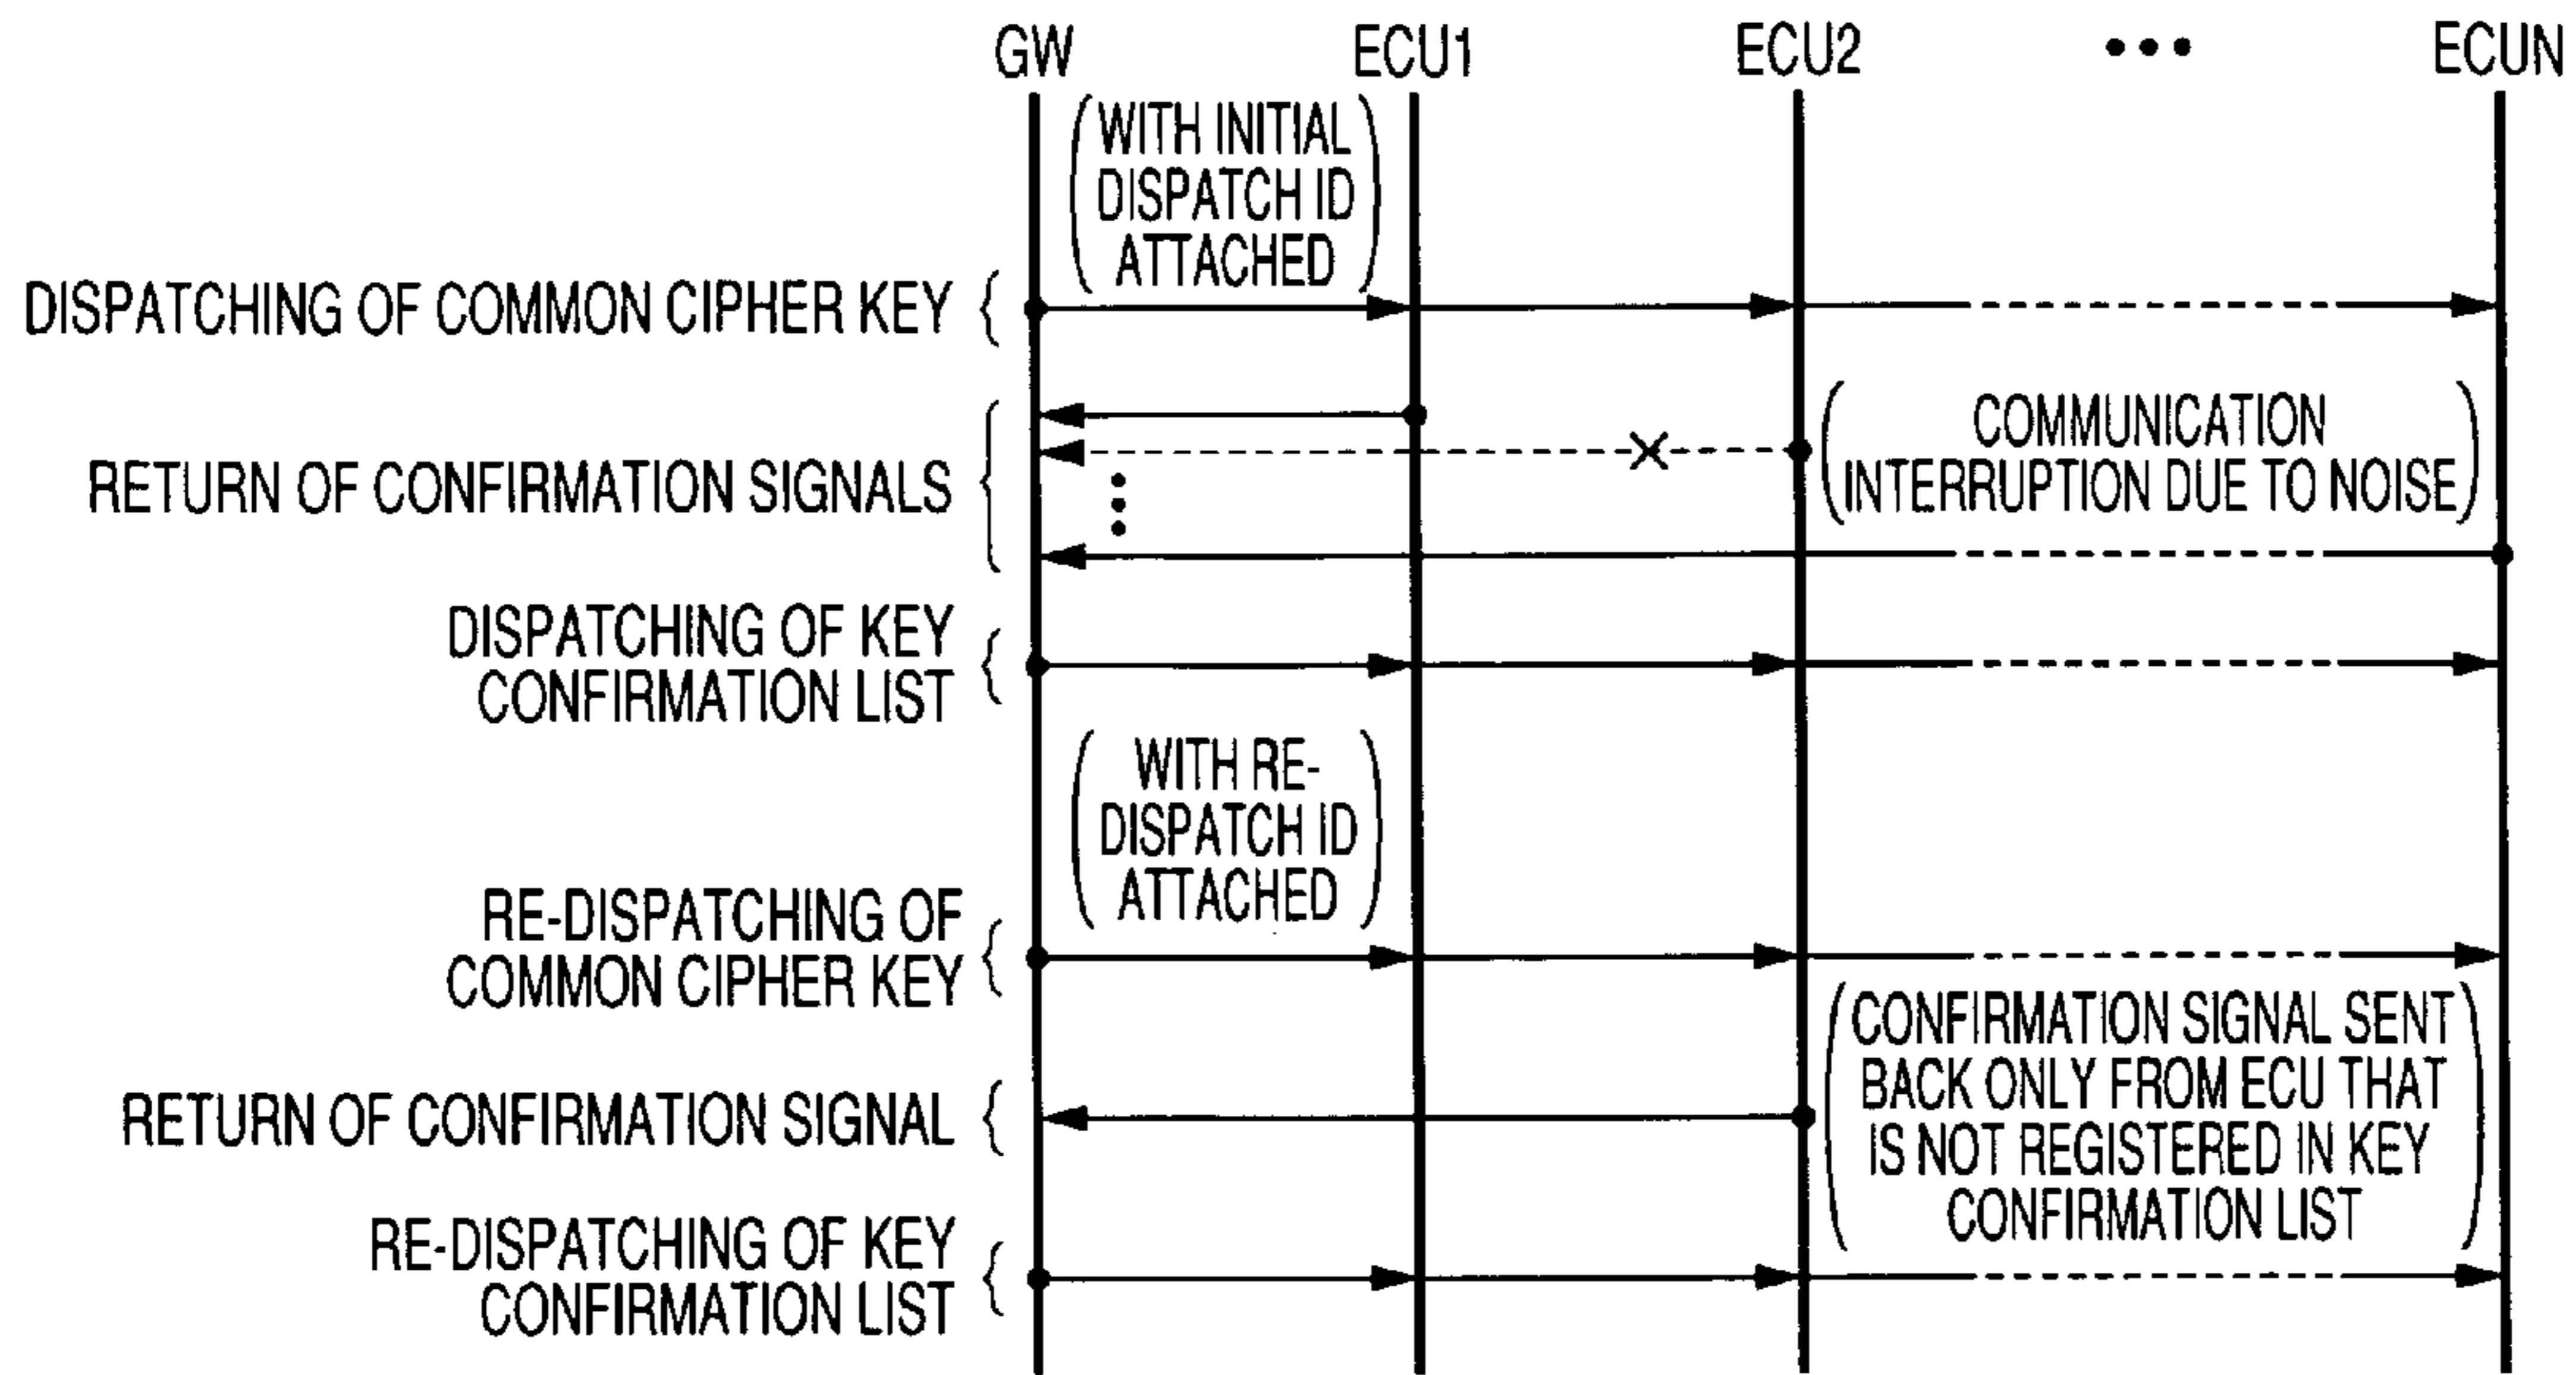 GW ECU1 ECU2 ••• ECUN
(WITH INITIAL
DISPATCH ID
ATTACHED)
DISPATCHING OF COMMON CIPHER KEY {
RETURN OF CONFIRMATION SIGNALS {
(COMMUNICATION
INTERRUPTION DUE TO NOISE)
DISPATCHING OF KEY
CONFIRMATION LIST {
(WITH RE-
DISPATCH ID
ATTACHED)
RE-DISPATCHING OF
COMMON CIPHER KEY {
RETURN OF CONFIRMATION SIGNAL {
(CONFIRMATION SIGNAL SENT
BACK ONLY FROM ECU THAT
IS NOT REGISTERED IN KEY
CONFIRMATION LIST)
RE-DISPATCHING OF KEY
CONFIRMATION LIST {